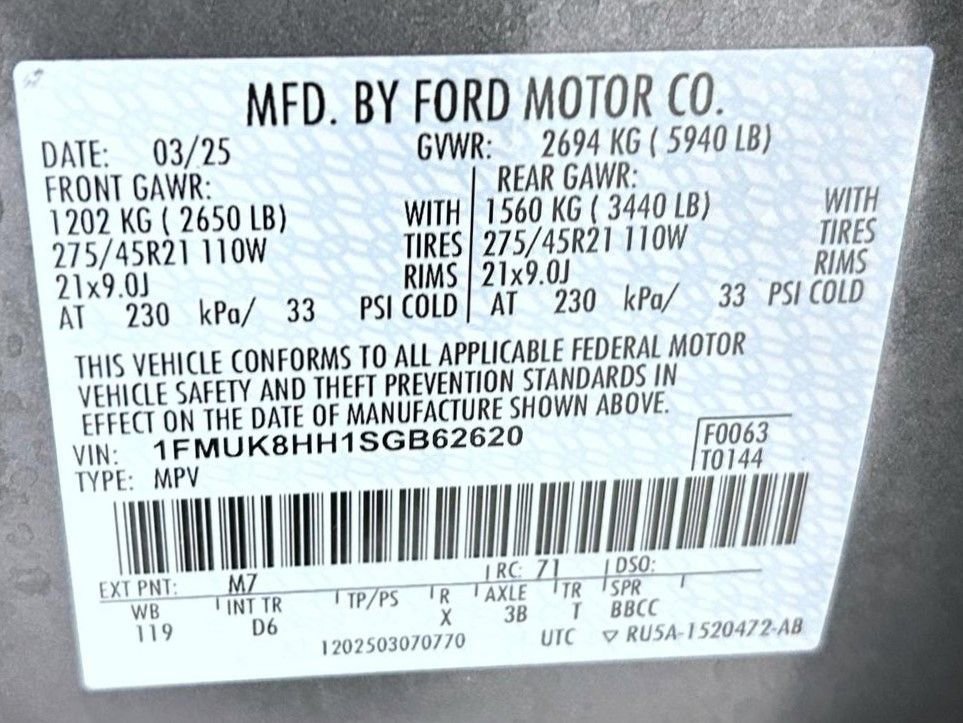 MFD. BY FORD MOTOR CO.
DATE: 03/25 GVWR: 2694 KG ( 5940 LB)
FRONT GAWR: REAR GAWR:
1202 KG ( 2650 LB) WITH 1560 KG ( 3440 LB) WITH
275/45R21 110W TIRES 275/45R21 110W TIRES
21x9.0J RIMS 21x9.0J RIMS
AT 230 kPa/ 33 PSI COLD AT 230 kPa/ 33 PSI COLD
THIS VEHICLE CONFORMS TO ALL APPLICABLE FEDERAL MOTOR
VEHICLE SAFETY AND THEFT PREVENTION STANDARDS IN
EFFECT ON THE DATE OF MANUFACTURE SHOWN ABOVE.
VIN: 1FMUK8HH1SGB62620 F0063
TYPE: MPV T0144
EXT PNT: M7 RC: 71 DSO:
WB INT TR TP/PS R AXLE TR SPR
119 D6 X 3B T BBCC
1202503070770 UTC ▽ RU5A-1520472-AB